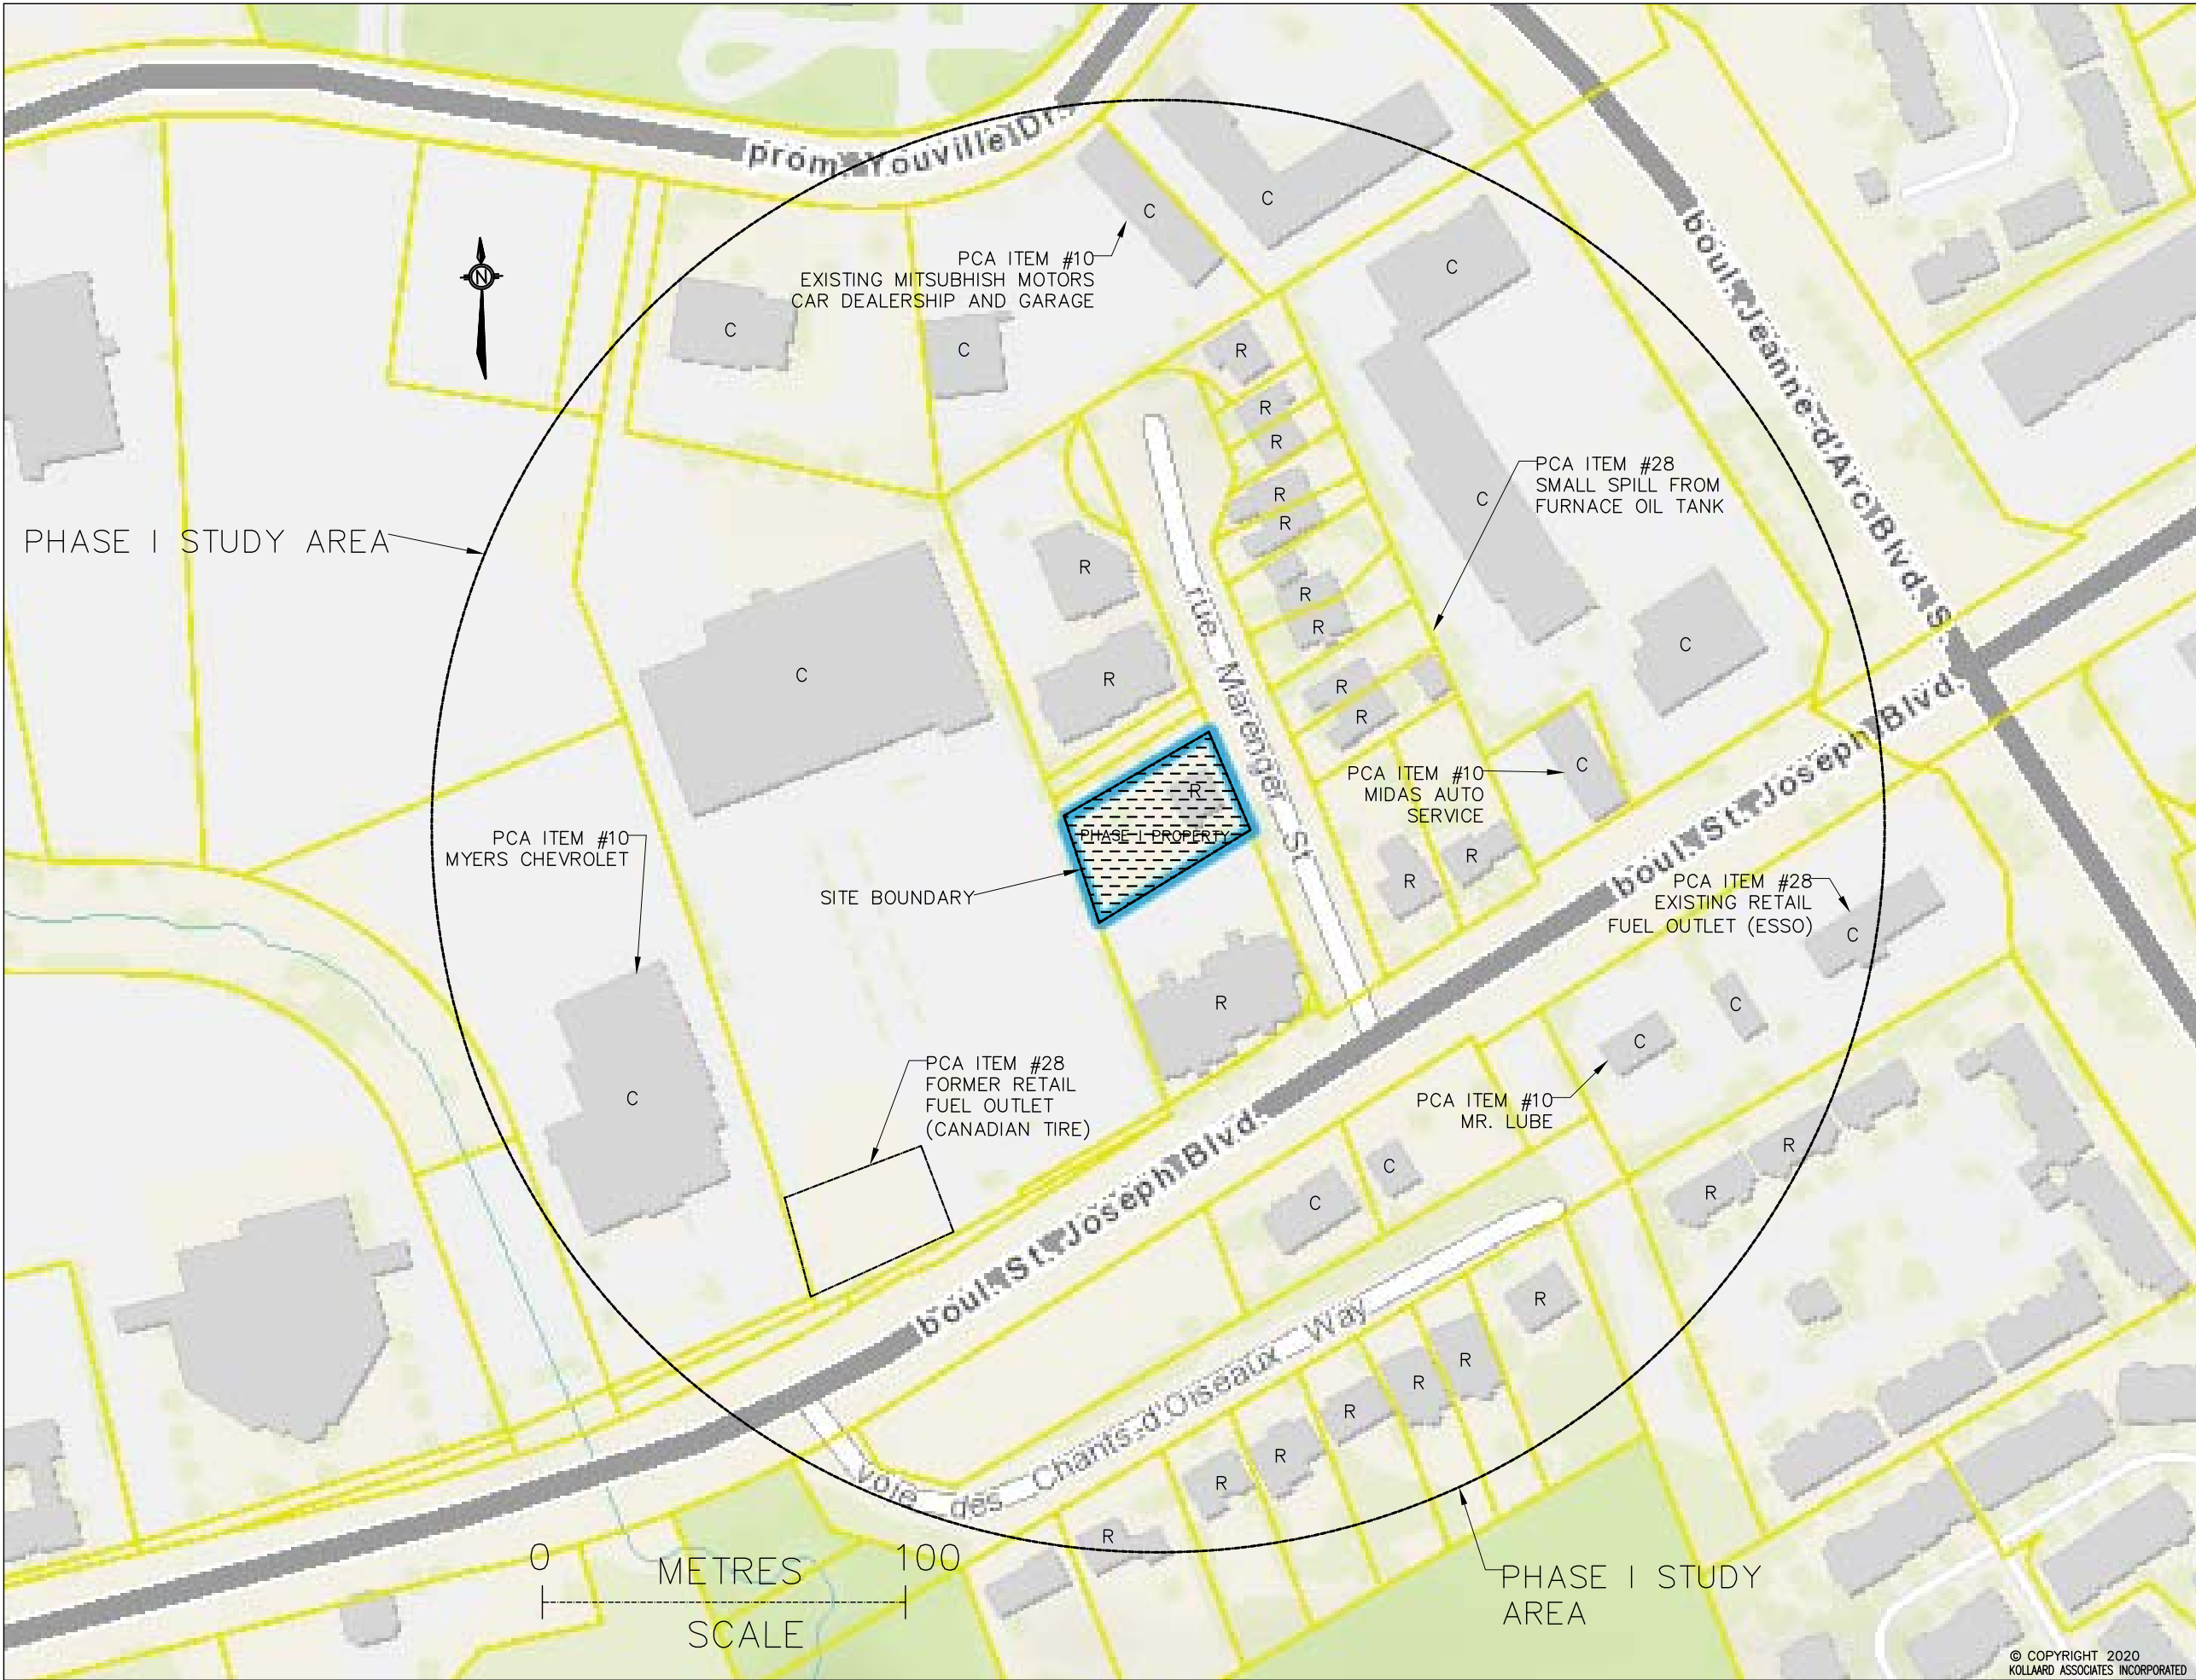 prom. Youville Dr.
boul. Jeanne-d'Arc Blvd. S.
C
C
C
PCA ITEM #10
EXISTING MITSUBHISH MOTORS
CAR DEALERSHIP AND GARAGE
N
C
C
R
R
R
R
R
C
PCA ITEM #28
SMALL SPILL FROM
FURNACE OIL TANK
PHASE I STUDY AREA
R
R
R
rue Marenger St
C
C
R
R
R
PCA ITEM #10
MIDAS AUTO
SERVICE
C
R
PHASE I PROPERTY
PCA ITEM #10
MYERS CHEVROLET
SITE BOUNDARY
R
R
boul. St. Joseph Blvd.
PCA ITEM #28
EXISTING RETAIL
FUEL OUTLET (ESSO)
C
R
C
C
C
PCA ITEM #28
FORMER RETAIL
FUEL OUTLET
(CANADIAN TIRE)
PCA ITEM #10
MR. LUBE
R
R
C
C
boul. St. Joseph Blvd.
R
R
R
R
R
R
R
voie des Chants-d'Oiseaux Way
0 METRES 100
SCALE
PHASE I STUDY
AREA
© COPYRIGHT 2020
KOLLAARD ASSOCIATES INCORPORATED